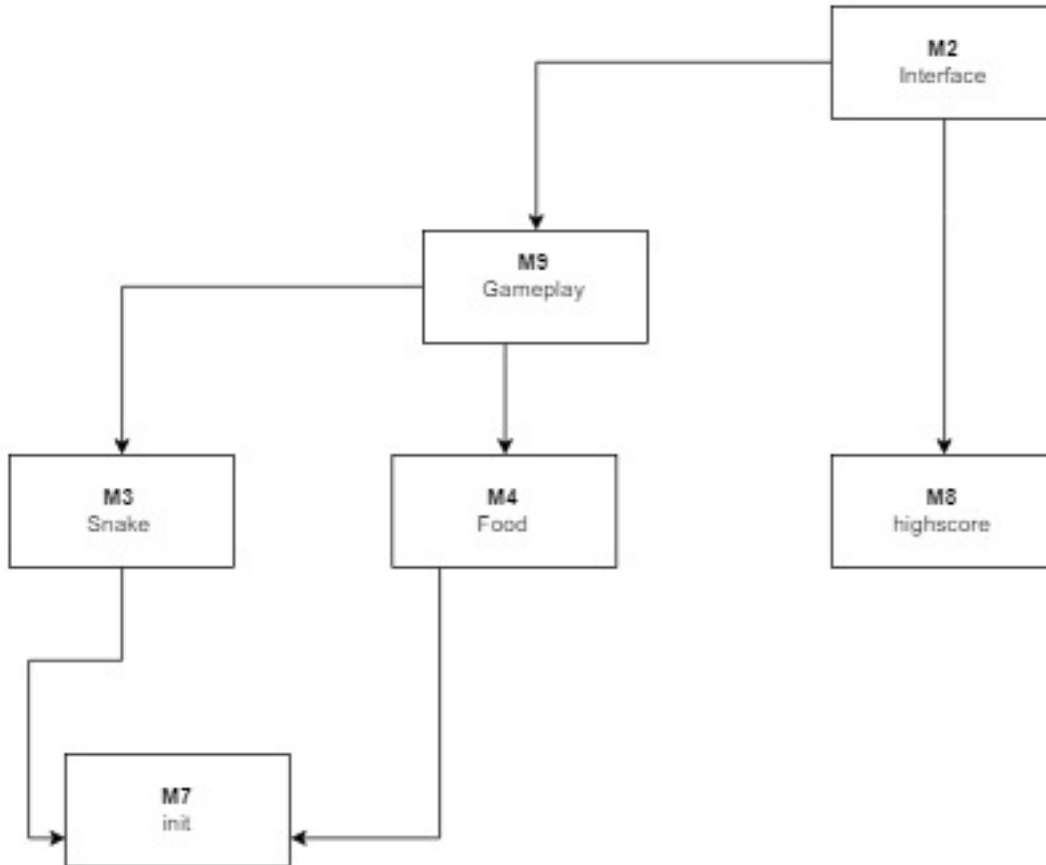 M2
Interface
M9
Gameplay
M3
Snake
M4
Food
M8
highscore
M7
init